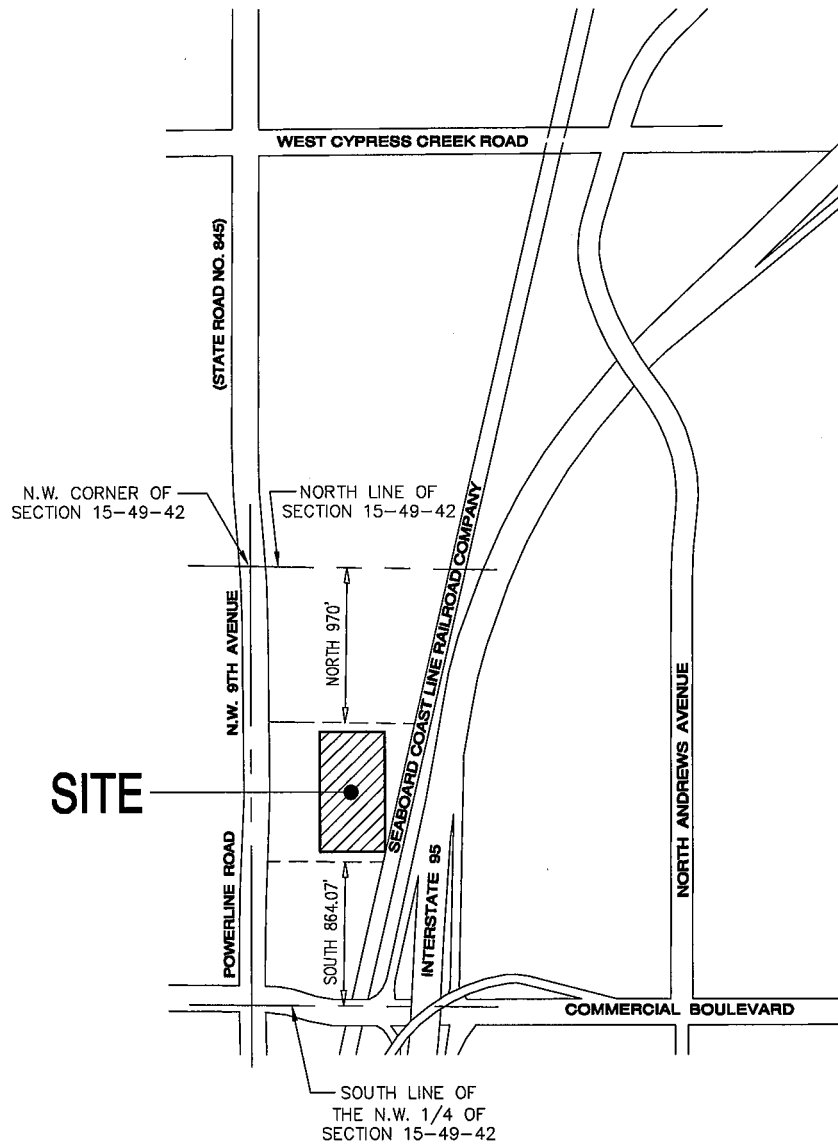 WEST CYPRESS CREEK ROAD
(STATE ROAD NO. 845)
N.W. CORNER OF
SECTION 15-49-42
NORTH LINE OF
SECTION 15-49-42
SEABOARD COAST LINE RAILROAD COMPANY
N.W. 9TH AVENUE
NORTH 970'
NORTH ANDREWS AVENUE
SITE
POWERLINE ROAD
SOUTH 864.07'
INTERSTATE 95
COMMERCIAL BOULEVARD
SOUTH LINE OF
THE N.W. 1/4 OF
SECTION 15-49-42